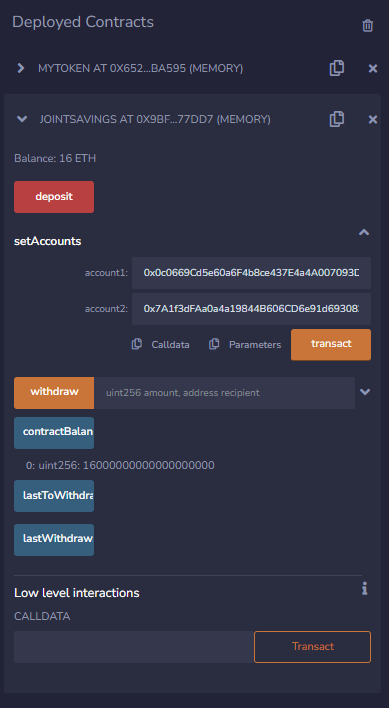 Deployed Contracts
MYTOKEN AT 0X652...BA595 (MEMORY)
JOINTSAVINGS AT 0X9BF...77DD7 (MEMORY)
Balance: 16 ETH
deposit
setAccounts
account1: 0x0c0669Cd5e60a6F4b8ce437E4a4A007093D
account2: 0x7A1f3dFAa0a4a19844B606CD6e91d69308
Calldata Parameters transact
withdraw uint256 amount, address recipient
contractBalan
0: uint256: 16000000000000000000
lastToWithdra
lastWithdraw
Low level interactions
CALLDATA
Transact